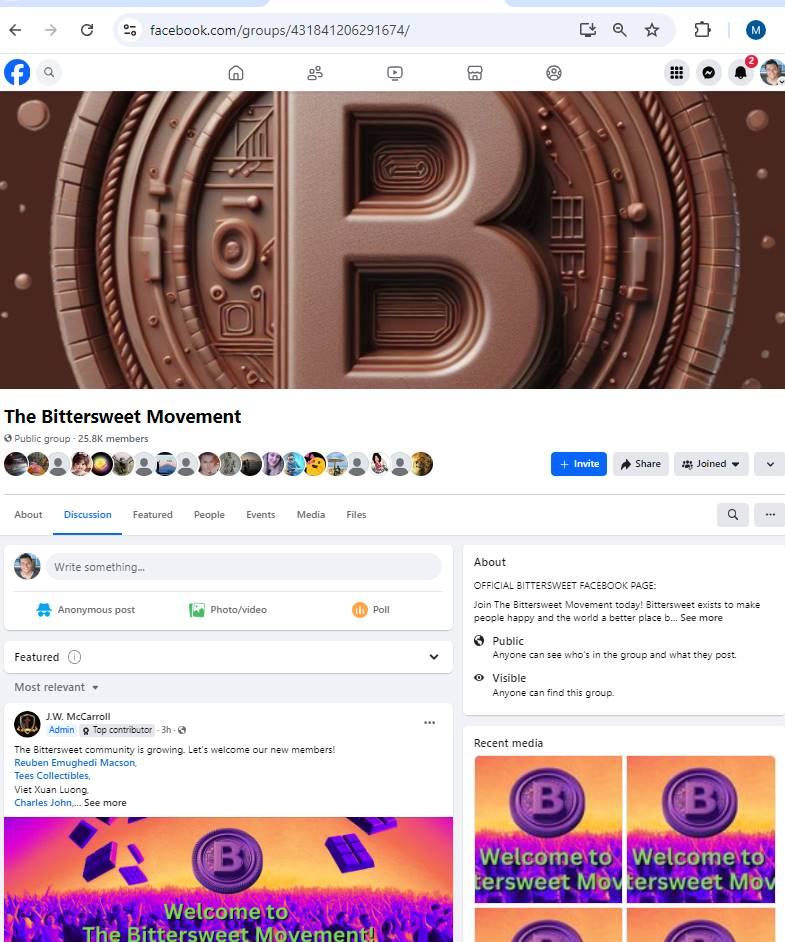 facebook.com/groups/431841206291674/
M
2
B
The Bittersweet Movement
Public group · 25.8K members
+ Invite
Share
Joined
About
Discussion
Featured
People
Events
Media
Files
Write something...
Anonymous post
Photo/video
Poll
Featured
Most relevant
J.W. McCarroll
Admin Top contributor · 3h ·
The Bittersweet community is growing. Let's welcome our new members!
Reuben Emughedi Macson,
Tees Collectibles,
Viet Xuan Luong,
Charles John,... See more
B
Welcome to
The Bittersweet Movement!
About
OFFICIAL BITTERSWEET FACEBOOK PAGE:
Join The Bittersweet Movement today! Bittersweet exists to make
people happy and the world a better place b... See more
Public
Anyone can see who's in the group and what they post.
Visible
Anyone can find this group.
Recent media
B
Welcome to
tersweet Mov
B
Welcome to
tersweet Mov